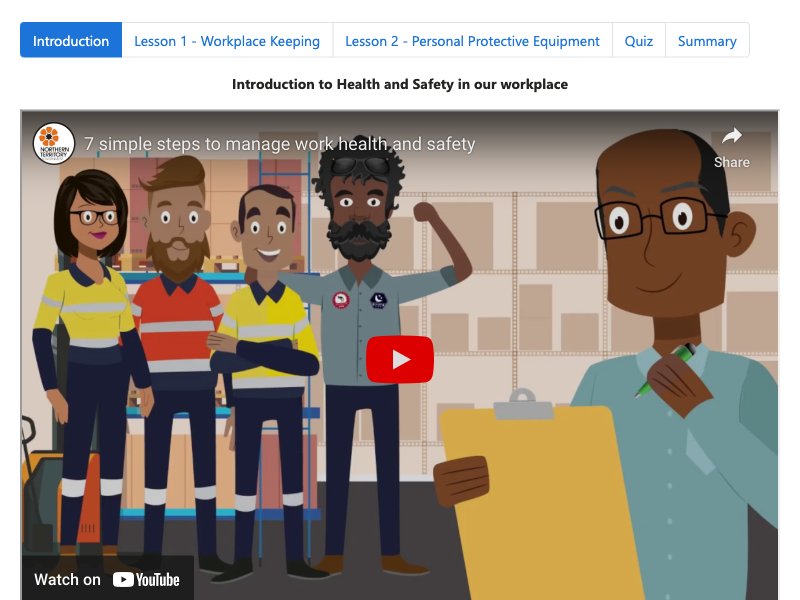 Introduction
Lesson 1 - Workplace Keeping
Lesson 2 - Personal Protective Equipment
Quiz
Summary
Introduction to Health and Safety in our workplace
NORTHERN
TERRITORY
7 simple steps to manage work health and safety
Share
Watch on YouTube